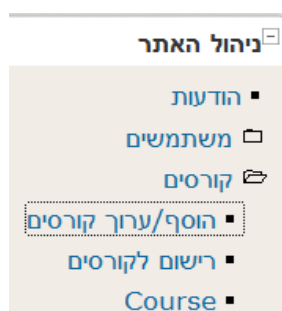 ניהול האתר
הודעות
משתמשים
קורסים
הוסף/ערוך קורסים
רישום לקורסים
Course